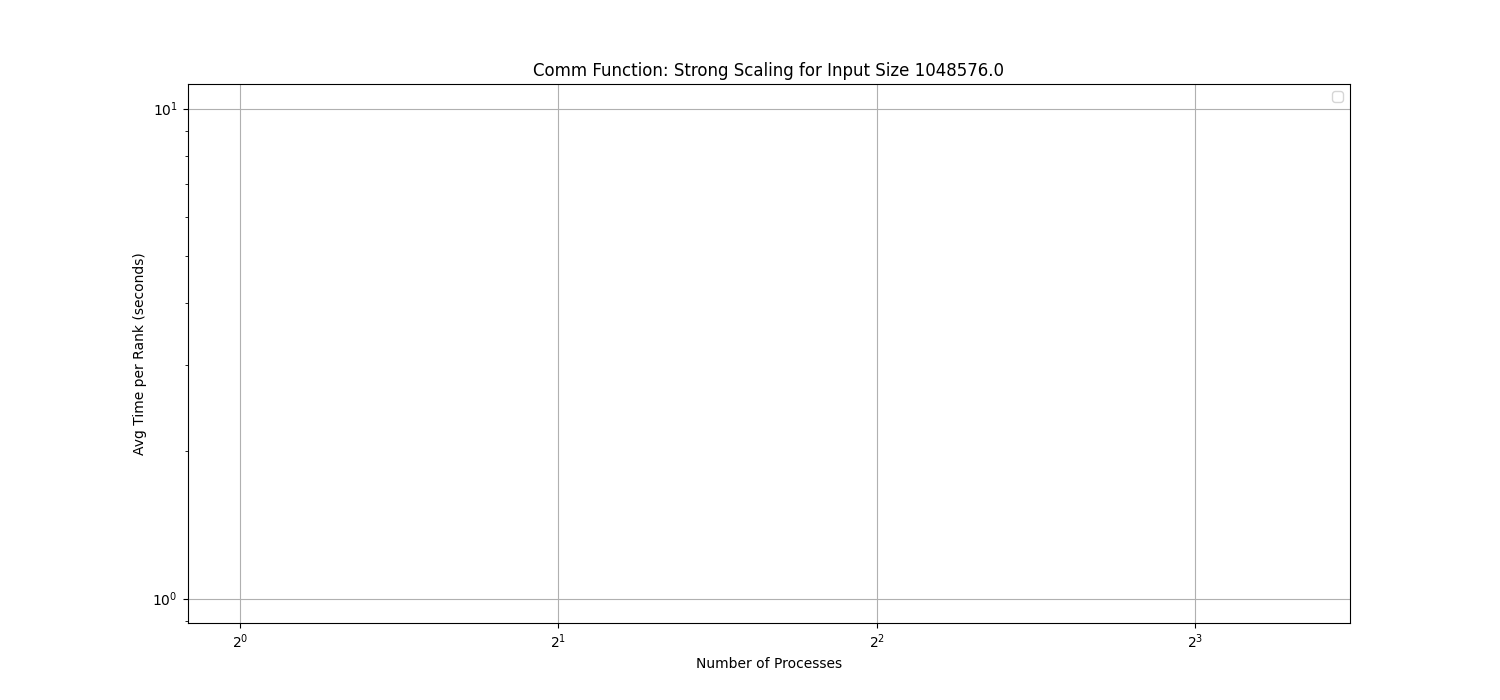 Comm Function: Strong Scaling for Input Size 1048576.0
10¹
10⁰
Avg Time per Rank (seconds)
2⁰ 2¹ 2² 2³
Number of Processes